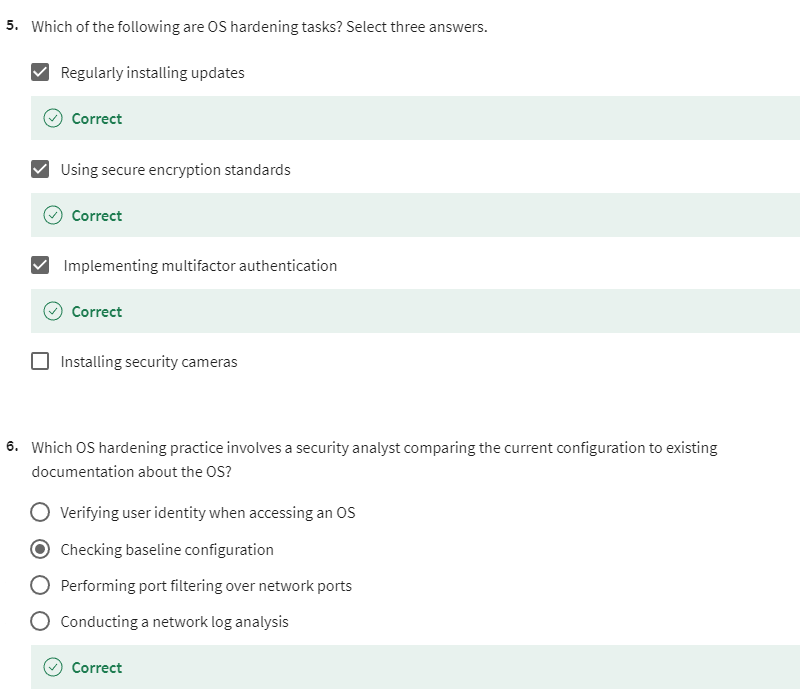 5. Which of the following are OS hardening tasks? Select three answers.
Regularly installing updates
Correct
Using secure encryption standards
Correct
Implementing multifactor authentication
Correct
Installing security cameras
6. Which OS hardening practice involves a security analyst comparing the current configuration to existing
documentation about the OS?
Verifying user identity when accessing an OS
Checking baseline configuration
Performing port filtering over network ports
Conducting a network log analysis
Correct